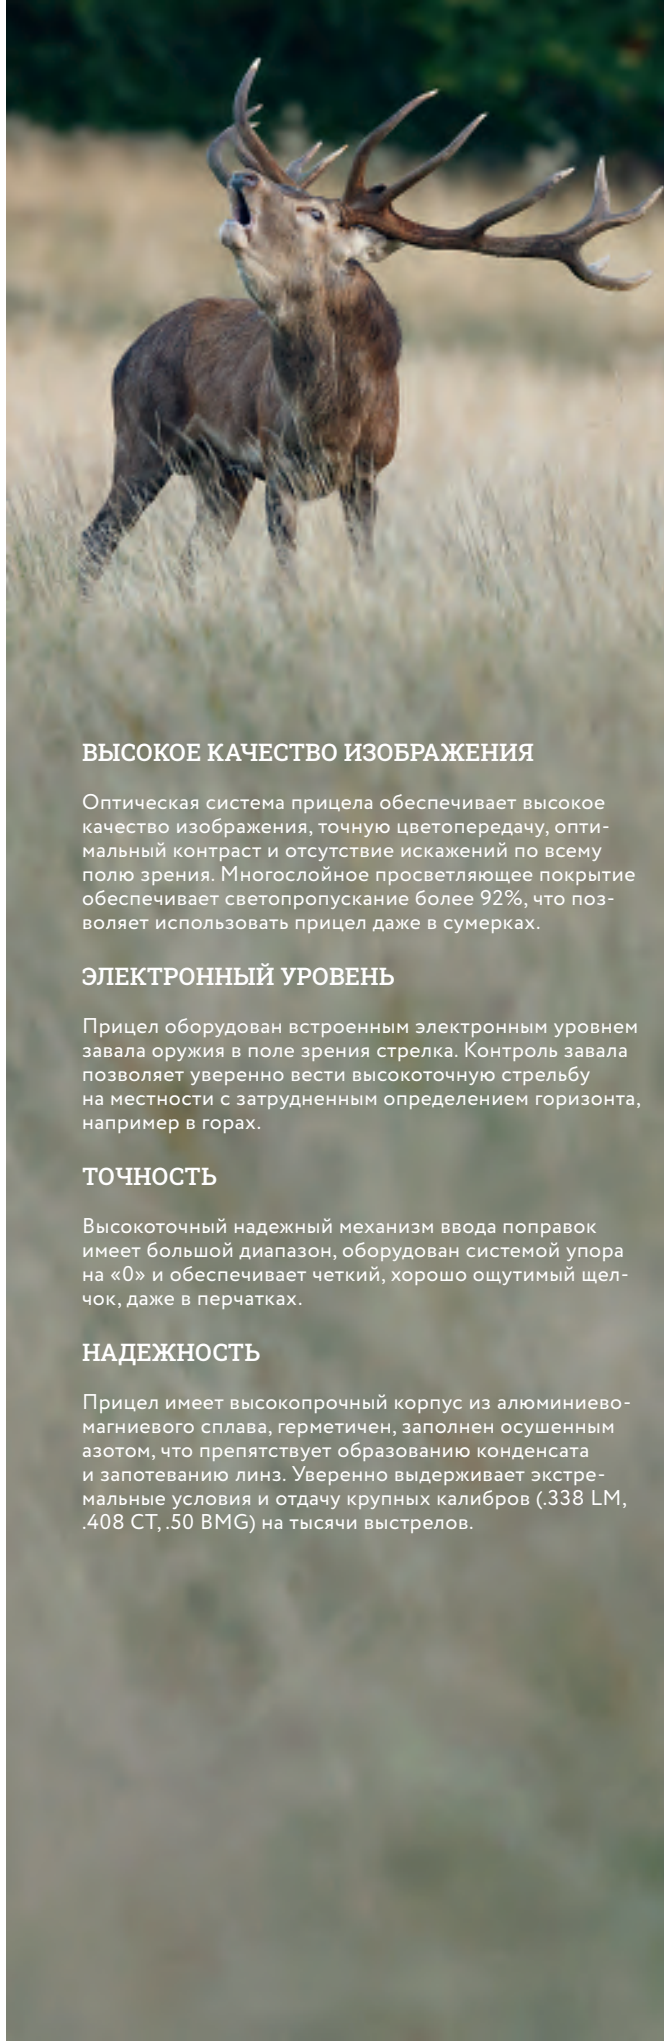 ВЫСОКОЕ КАЧЕСТВО ИЗОБРАЖЕНИЯ
Оптическая система прицела обеспечивает высокое
качество изображения, точную цветопередачу, опти-
мальный контраст и отсутствие искажений по всему
полю зрения. Многослойное просветляющее покрытие
обеспечивает светопропускание более 92%, что поз-
воляет использовать прицел даже в сумерках.
ЭЛЕКТРОННЫЙ УРОВЕНЬ
Прицел оборудован встроенным электронным уровнем
завала оружия в поле зрения стрелка. Контроль завала
позволяет уверенно вести высокоточную стрельбу
на местности с затрудненным определением горизонта,
например в горах.
ТОЧНОСТЬ
Высокоточный надежный механизм ввода поправок
имеет большой диапазон, оборудован системой упора
на «0» и обеспечивает четкий, хорошо ощутимый щел-
чок, даже в перчатках.
НАДЕЖНОСТЬ
Прицел имеет высокопрочный корпус из алюминиево-
магниевого сплава, герметичен, заполнен осушенным
азотом, что препятствует образованию конденсата
и запотеванию линз. Уверенно выдерживает экстре-
мальные условия и отдачу крупных калибров (.338 LM,
.408 CT, .50 BMG) на тысячи выстрелов.